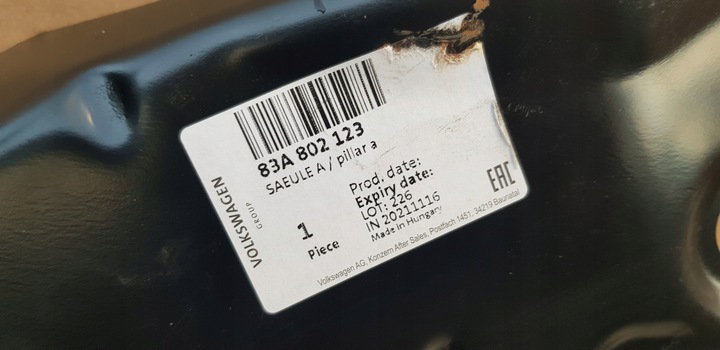 83A 802 123
SAEULE A / pillar a
VOLKSWAGEN
GROUP
1
Piece
Prod. date:
Expiry date:
LOT: 226
IN 20211116
Made in Hungary
EAC
Volkswagen AG, Konzern After Sales, Postfach 1451, 34219 Baunatal